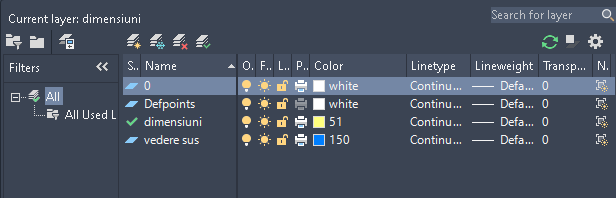 Current layer: dimensiuni
Search for layer
Filters
S.. Name O. F.. L.. P.. Color Linetype Lineweight Transp... N.
All
All Used L
0 white Continu... Defa... 0
Defpoints white Continu... Defa... 0
dimensiuni 51 Continu... Defa... 0
vedere sus 150 Continu... Defa... 0